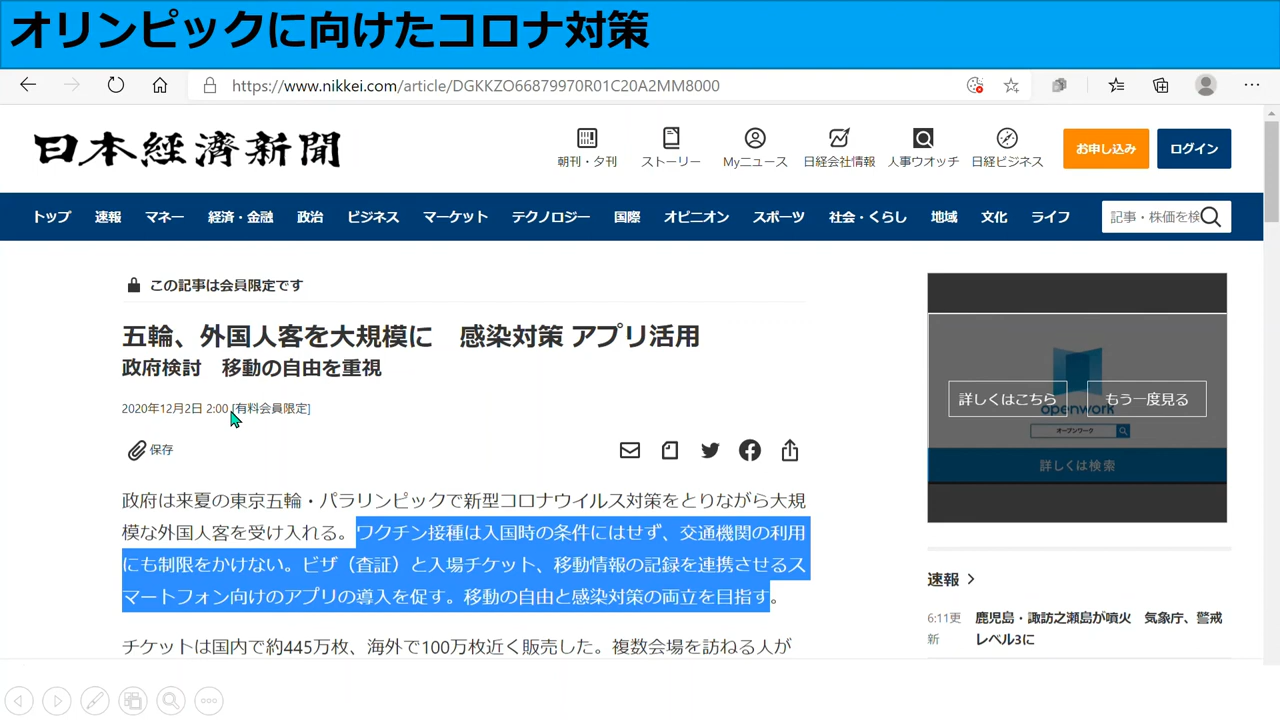 オリンピックに向けたコロナ対策
https://www.nikkei.com/article/DGKKZO66879970R01C20A2MM8000
日本経済新聞
朝刊・夕刊 ストーリー Myニュース 日経会社情報 人事ウオッチ 日経ビジネス
お申し込み ログイン
トップ 速報 マネー 経済・金融 政治 ビジネス マーケット テクノロジー 国際 オピニオン スポーツ 社会・くらし 地域 文化 ライフ 記事・株価を検
この記事は会員限定です
五輪、外国人客を大規模に 感染対策 アプリ活用
政府検討 移動の自由を重視
2020年12月2日 2:00 [有料会員限定]
保存
政府は来夏の東京五輪・パラリンピックで新型コロナウイルス対策をとりながら大規
模な外国人客を受け入れる。ワクチン接種は入国時の条件にはせず、交通機関の利用
にも制限をかけない。ビザ（査証）と入場チケット、移動情報の記録を連携させるス
マートフォン向けのアプリの導入を促す。移動の自由と感染対策の両立を目指す。
チケットは国内で約445万枚、海外で100万枚近く販売した。複数会場を訪ねる人が
詳しくはこちら もう一度見る
openwork
オープンワーク
詳しくは検索
速報
6:11更新 鹿児島・諏訪之瀬島が噴火 気象庁、警戒
レベル3に